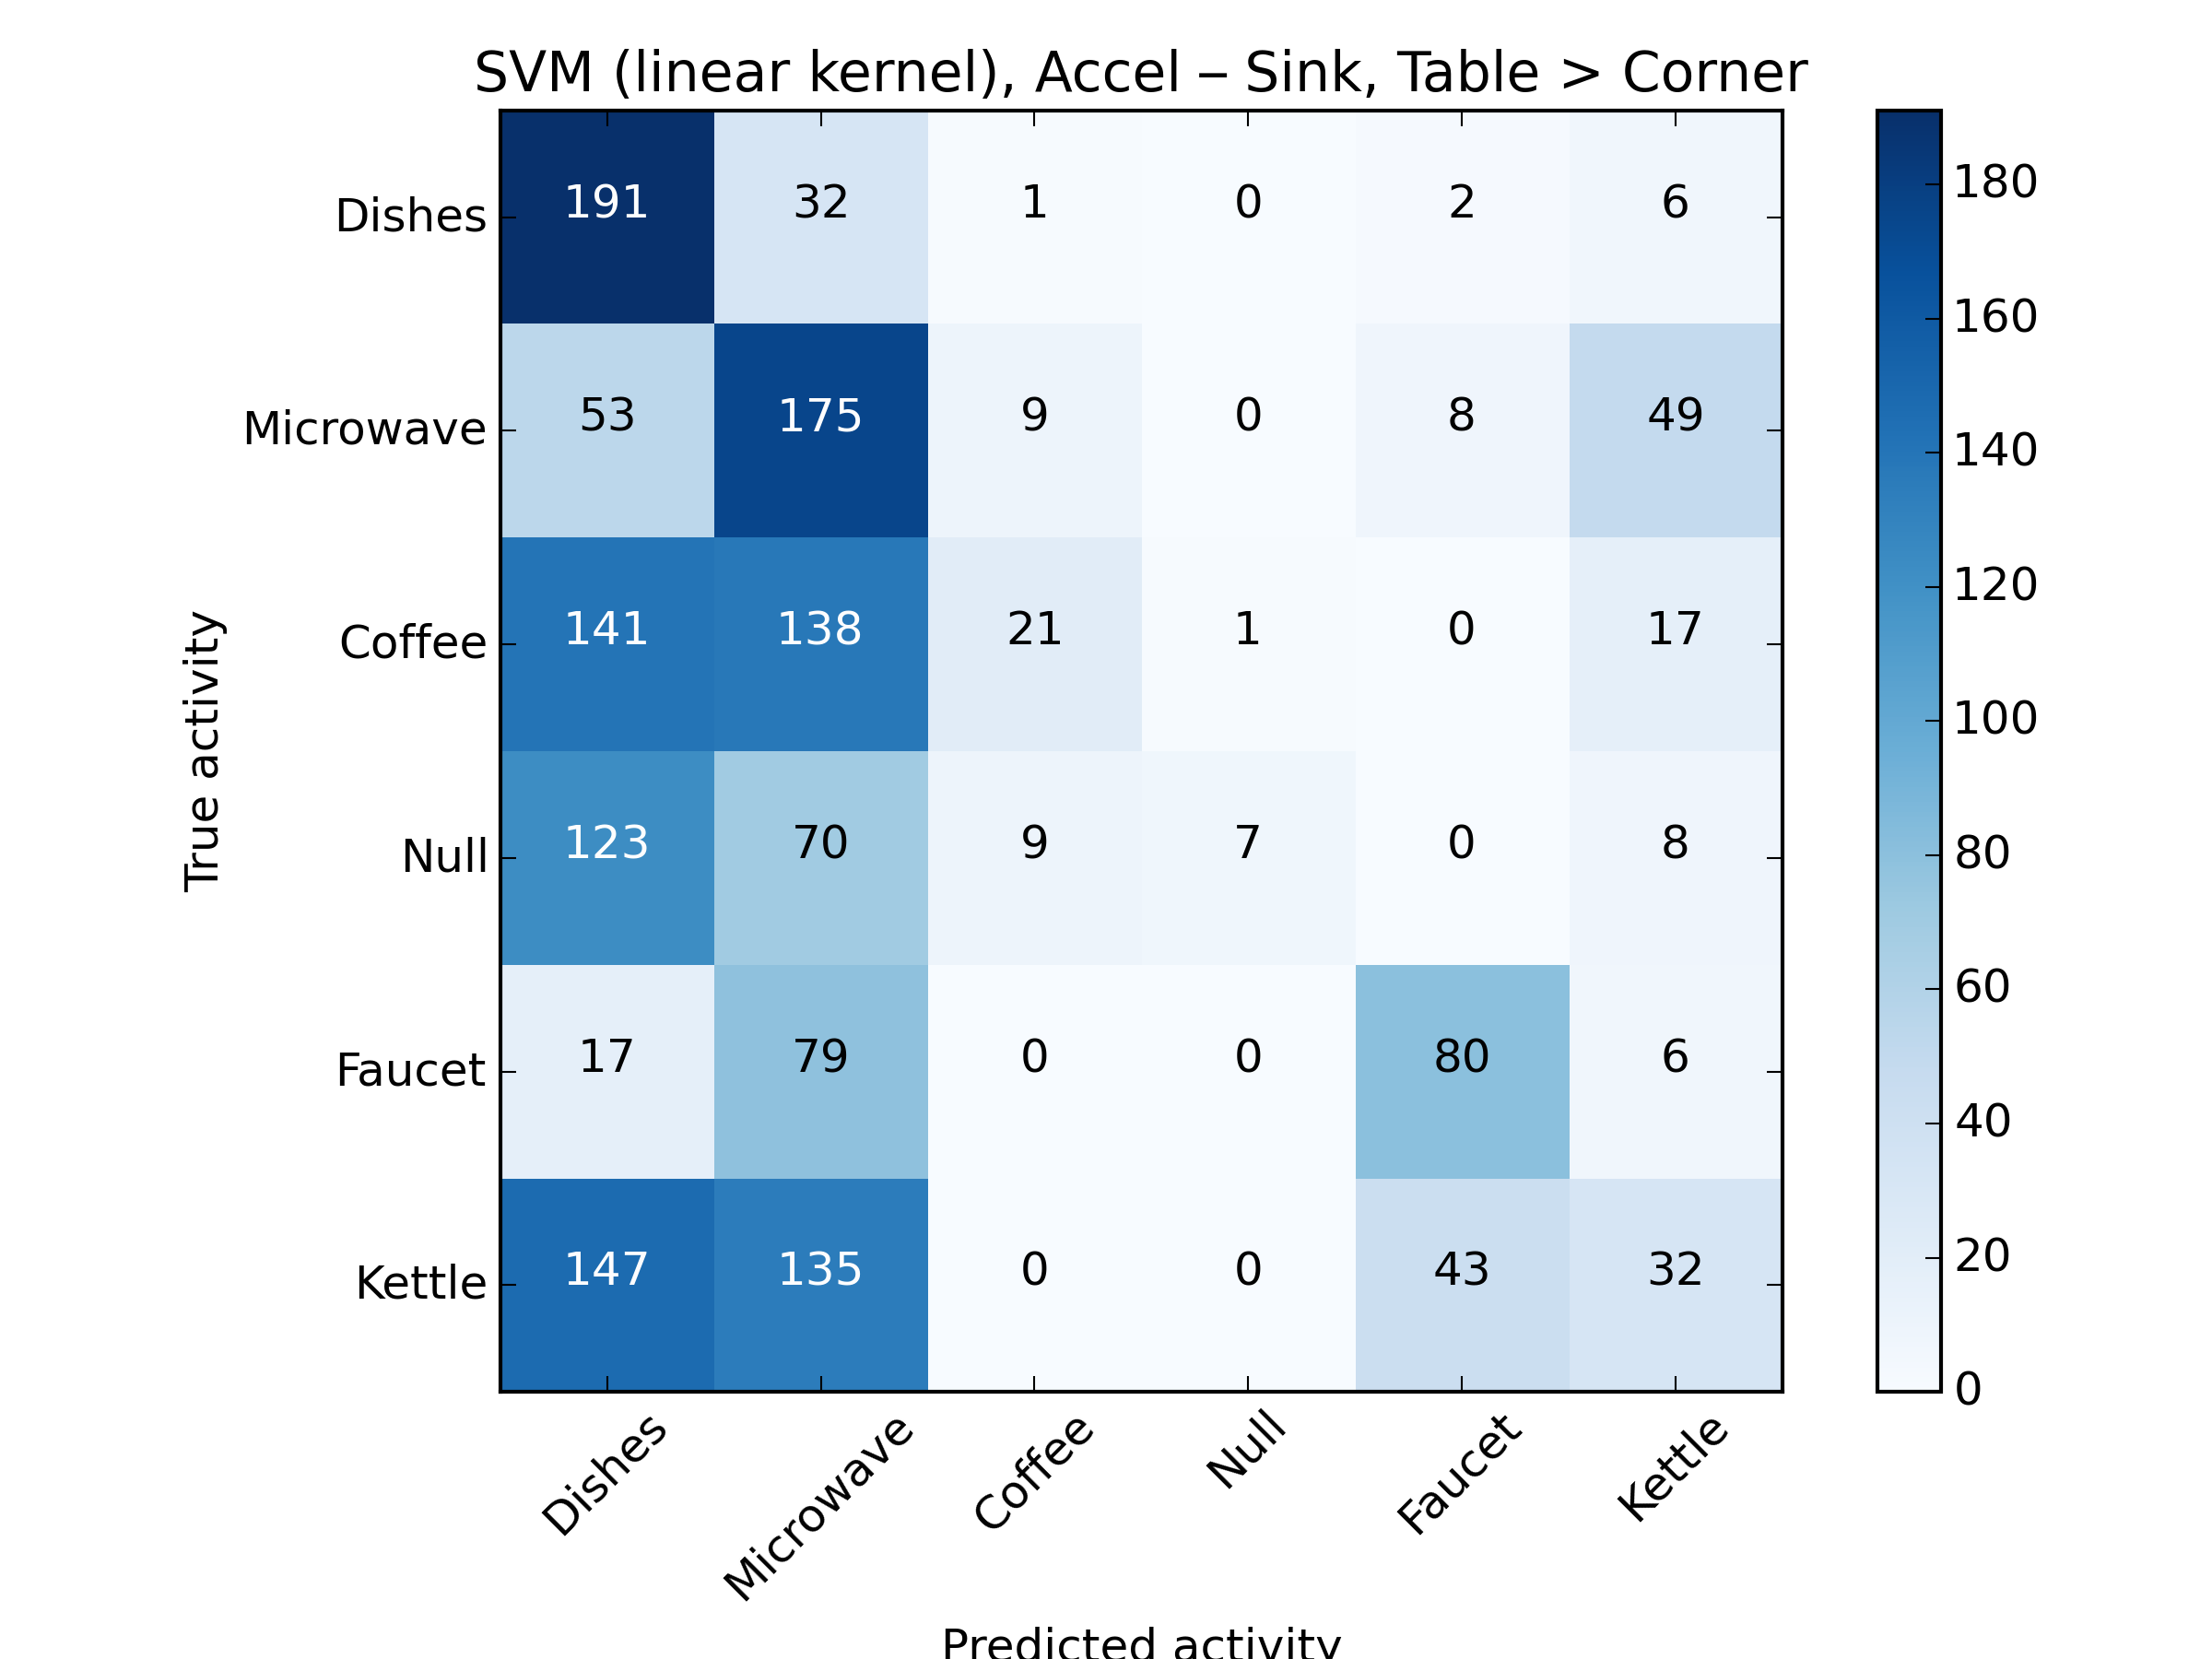 SVM (linear kernel), Accel – Sink, Table > Corner
Dishes 191 32 1 0 2 6
Microwave 53 175 9 0 8 49
Coffee 141 138 21 1 0 17
Null 123 70 9 7 0 8
Faucet 17 79 0 0 80 6
Kettle 147 135 0 0 43 32
True activity
Dishes Microwave Coffee Null Faucet Kettle
Predicted activity
180
160
140
120
100
80
60
40
20
0